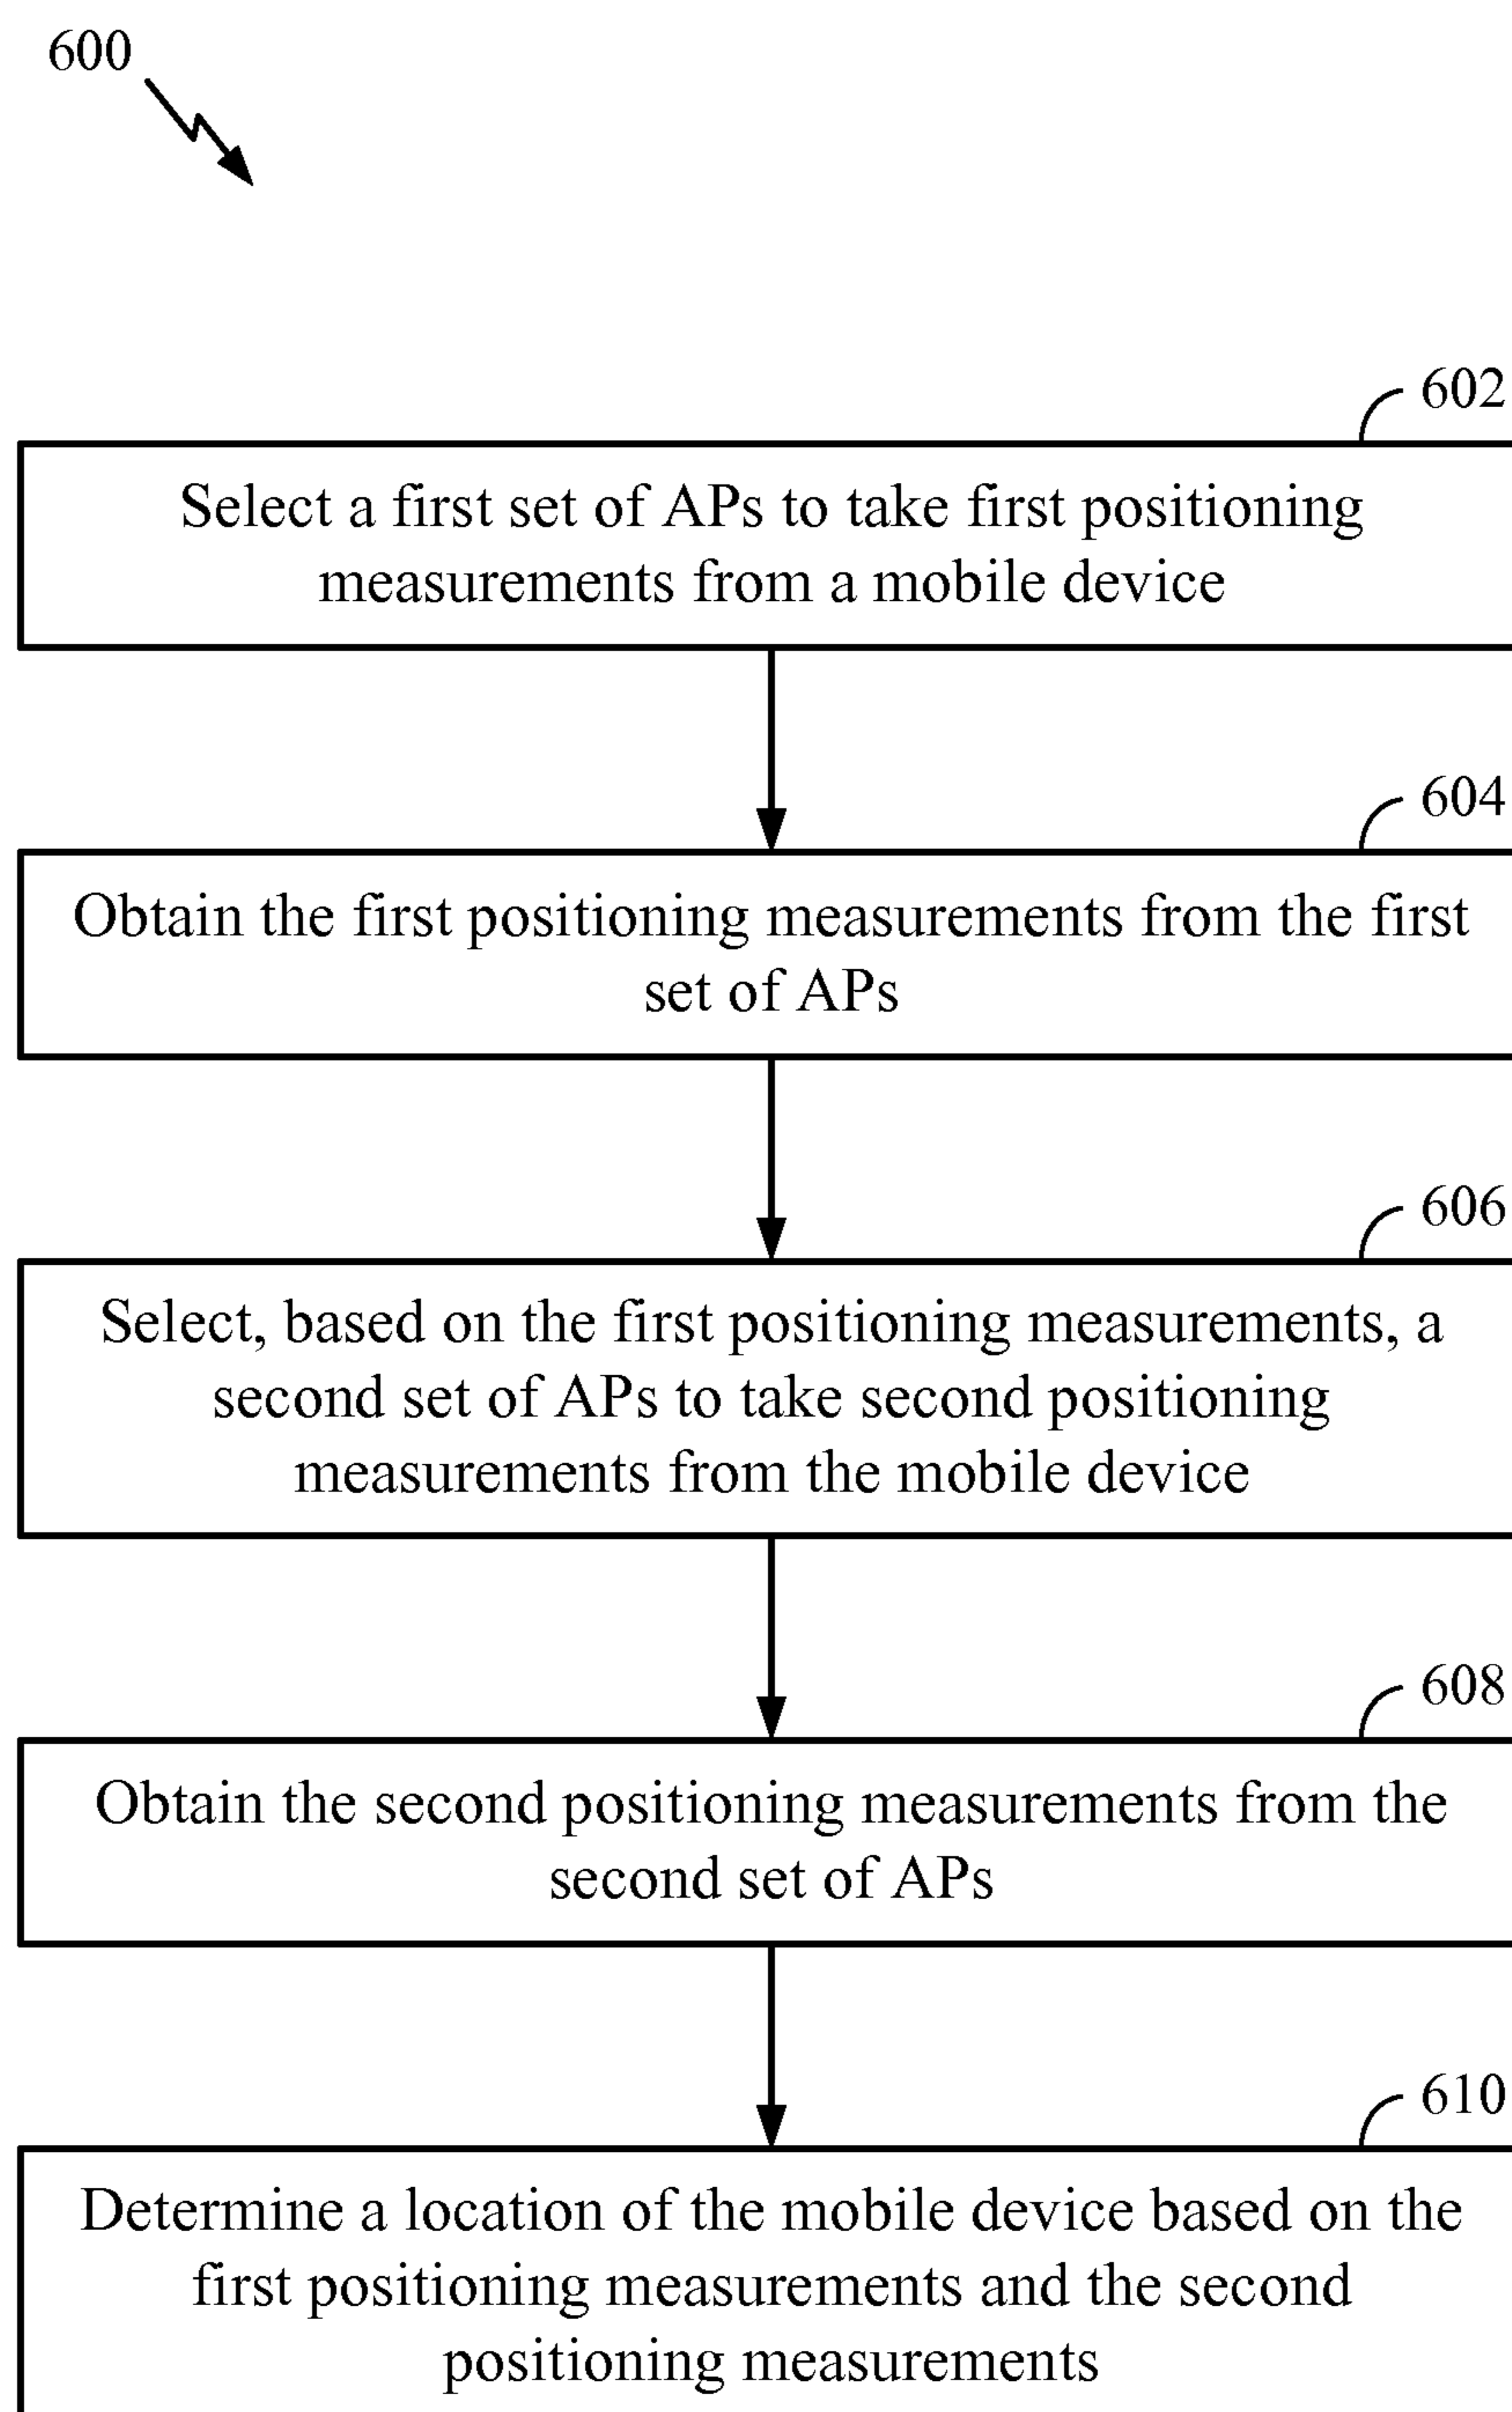 600
602
Select a first set of APs to take first positioning
measurements from a mobile device
604
Obtain the first positioning measurements from the first
set of APs
606
Select, based on the first positioning measurements, a
second set of APs to take second positioning
measurements from the mobile device
608
Obtain the second positioning measurements from the
second set of APs
610
Determine a location of the mobile device based on the
first positioning measurements and the second
positioning measurements